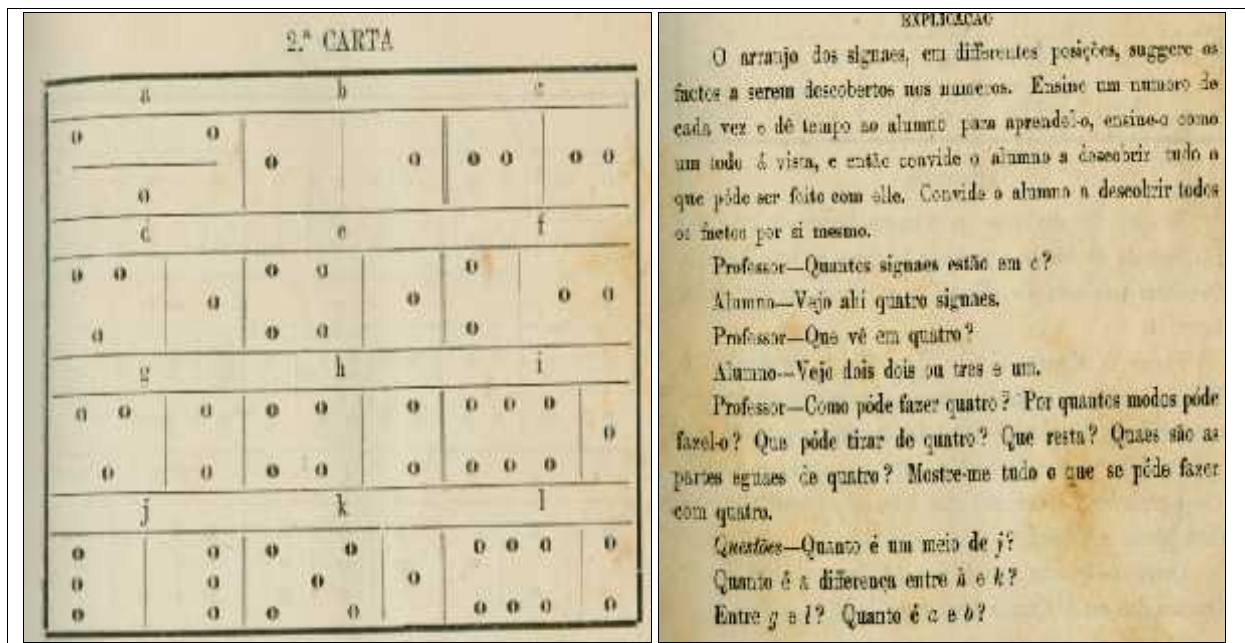 2.ª CARTA
a b c
d e f
g h i
j k l
EXPLICAÇÃO
O arranjo dos signaes, em differentes posições, suggere os
factos a serem descobertos nos numeros. Ensine um numero de
cada vez e dê tempo ao alumno para aprendel-o, ensine-o como
um todo á vista, e então convide o alumno a descobrir tudo o
que póde ser feito com elle. Convide o alumno a descobrir todos
os factos por si mesmo.
Professor—Quantos signaes estão em c?
Alumno—Vejo ahi quatro signaes.
Professor—Que vê em quatro?
Alumno—Vejo dois dois ou tres e um.
Professor—Como póde fazer quatro? Por quantos modos póde
fazel-o? Que póde tirar de quatro? Que resta? Quaes são as
partes eguaes de quatro? Mostre-me tudo o que se póde fazer
com quatro.
Questões—Quanto é um meio de j?
Quanto é a differença entre h e k?
Entre g e l? Quanto é a e b?